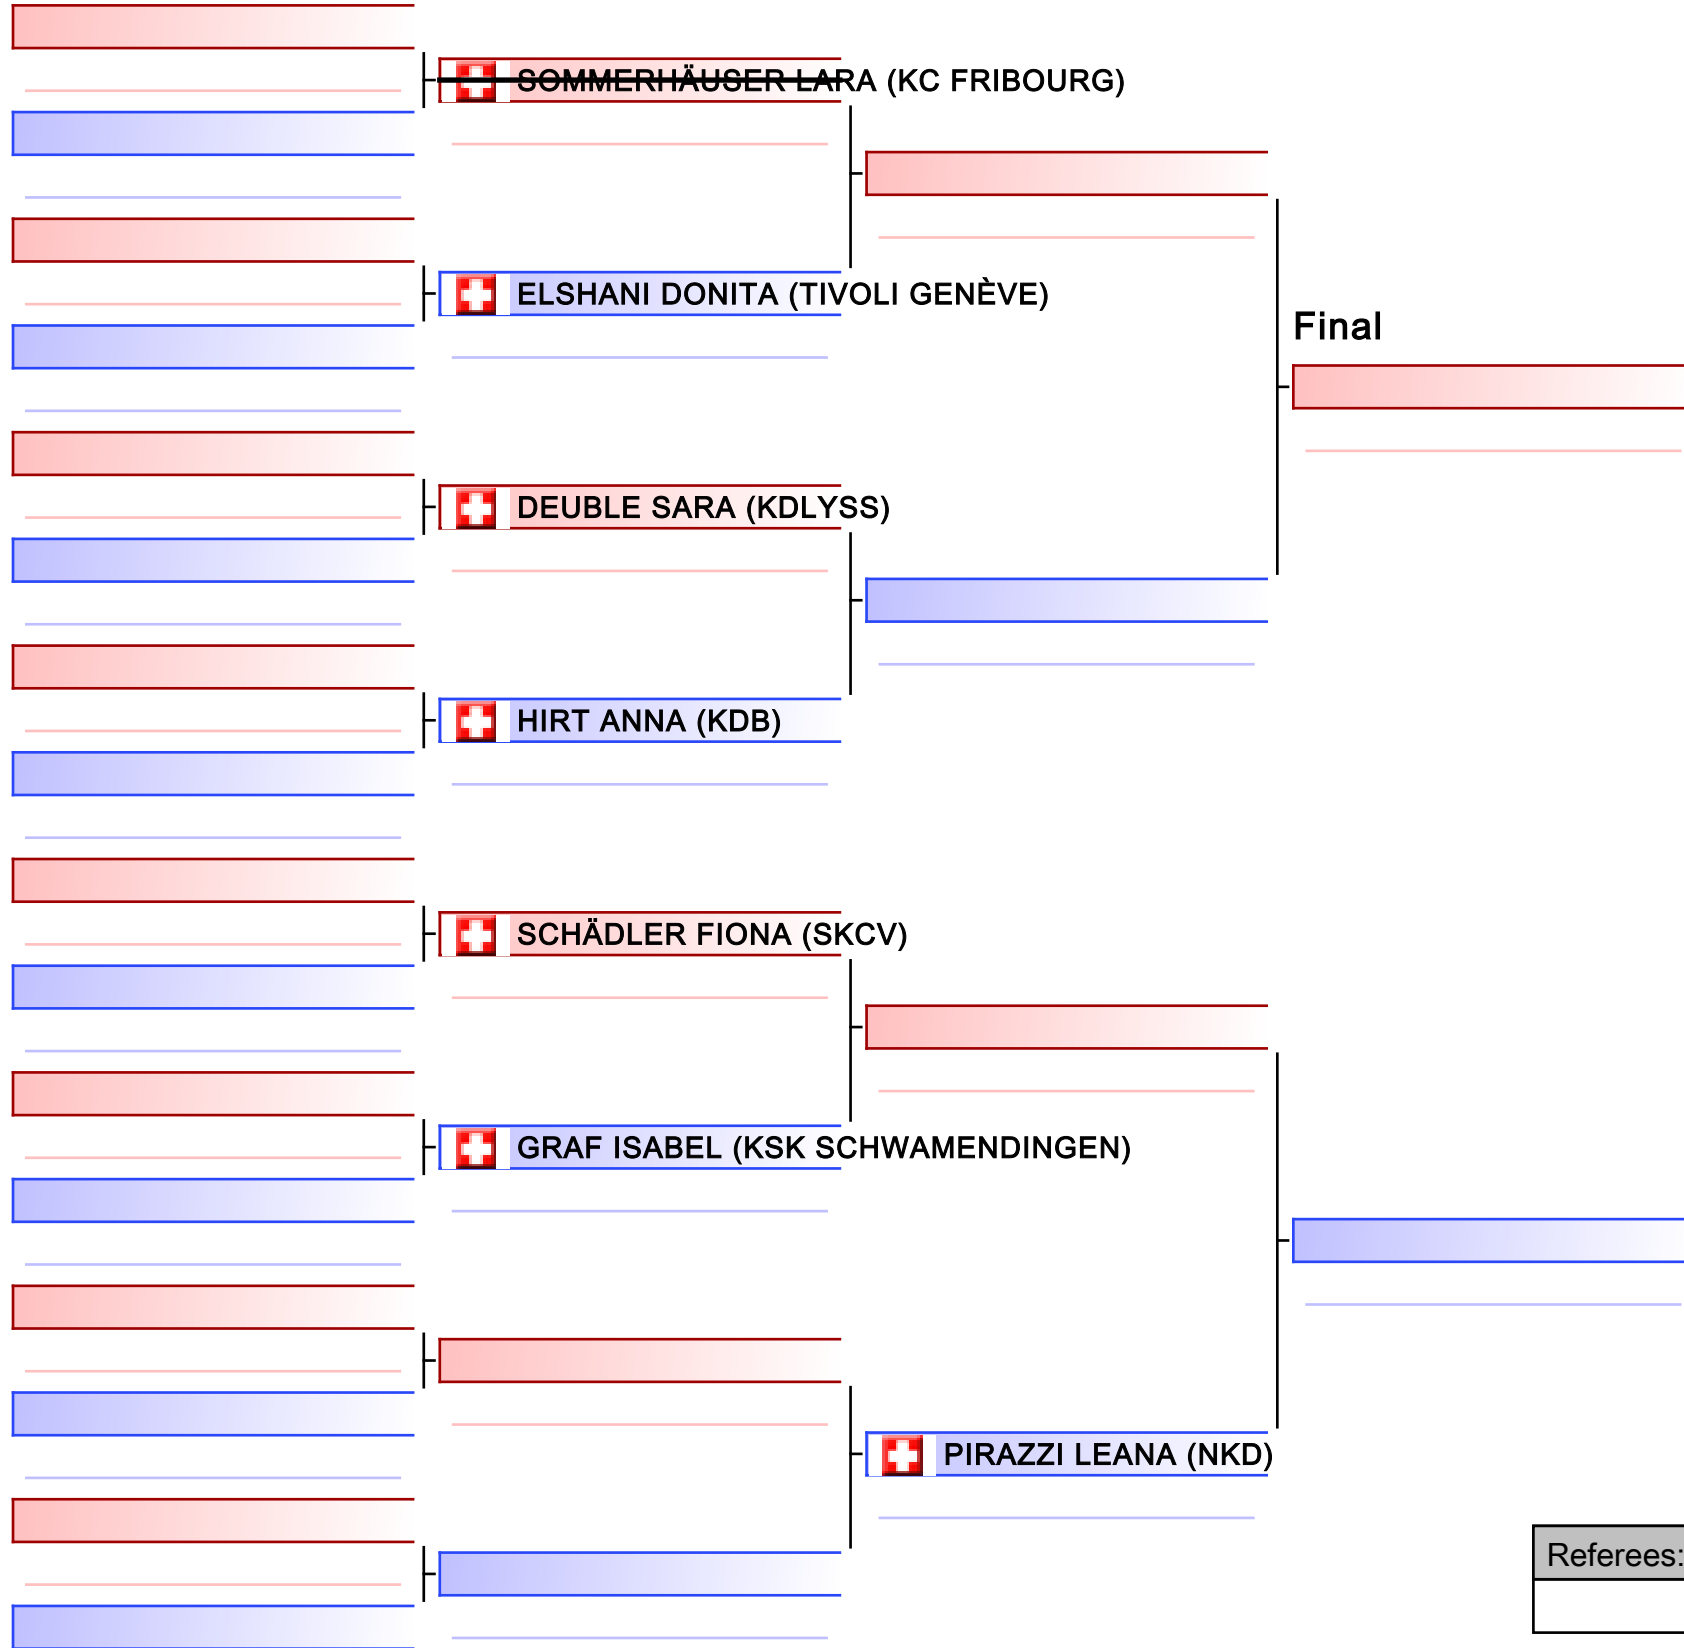 SOMMERHÄUSER LARA (KC FRIBOURG)
ELSHANI DONITA (TIVOLI GENÈVE)
Final
DEUBLE SARA (KDLYSS)
HIRT ANNA (KDB)
SCHÄDLER FIONA (SKCV)
GRAF ISABEL (KSK SCHWAMENDINGEN)
PIRAZZI LEANA (NKD)
Referees: